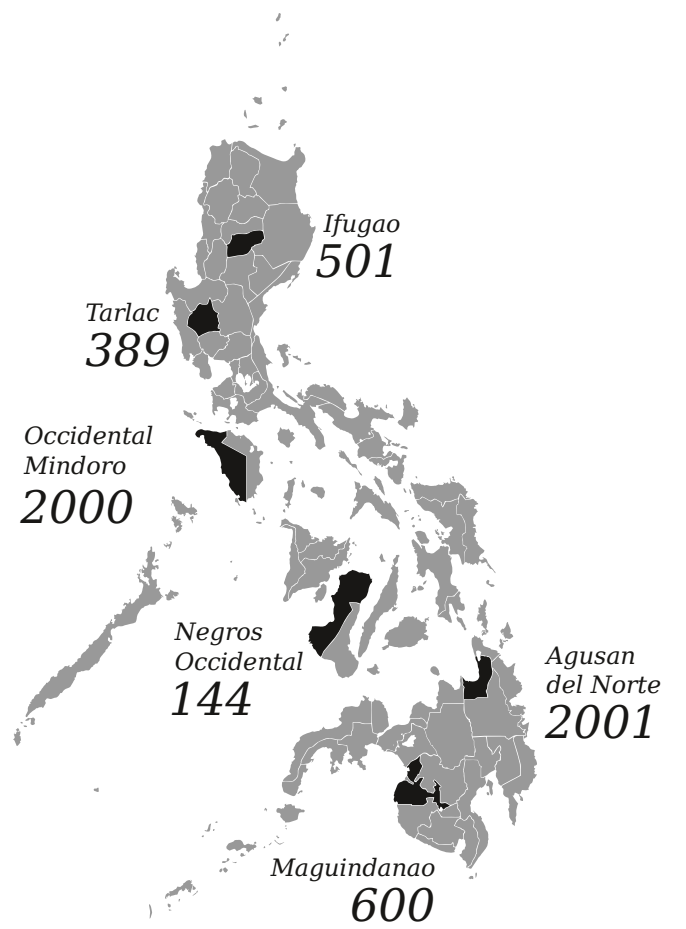 Ifugao
501
Tarlac
389
Occidental
Mindoro
2000
Negros
Occidental
144
Agusan
del Norte
2001
Maguindanao
600